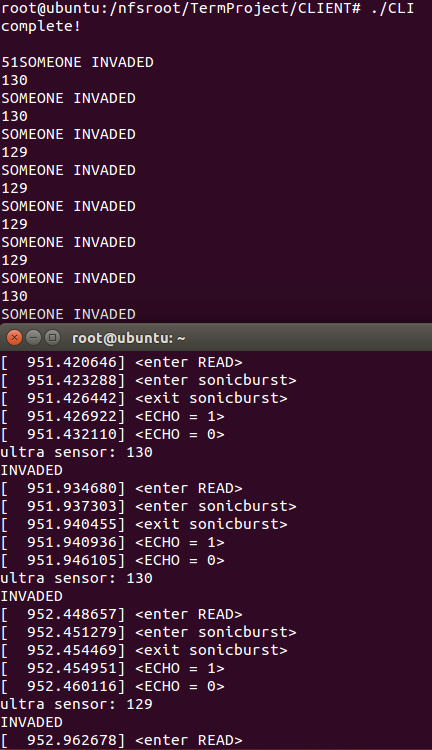 root@ubuntu:/nfsroot/TermProject/CLIENT# ./CLI
complete!
51SOMEONE INVADED
130
SOMEONE INVADED
130
SOMEONE INVADED
129
SOMEONE INVADED
129
SOMEONE INVADED
129
SOMEONE INVADED
129
SOMEONE INVADED
130
SOMEONE INVADED
root@ubuntu: ~
[  951.420646] <enter READ>
[  951.423288] <enter sonicburst>
[  951.426442] <exit sonicburst>
[  951.426922] <ECHO = 1>
[  951.432110] <ECHO = 0>
ultra sensor: 130
INVADED
[  951.934680] <enter READ>
[  951.937303] <enter sonicburst>
[  951.940455] <exit sonicburst>
[  951.940936] <ECHO = 1>
[  951.946105] <ECHO = 0>
ultra sensor: 130
INVADED
[  952.448657] <enter READ>
[  952.451279] <enter sonicburst>
[  952.454469] <exit sonicburst>
[  952.454951] <ECHO = 1>
[  952.460116] <ECHO = 0>
ultra sensor: 129
INVADED
[  952.962678] <enter READ>